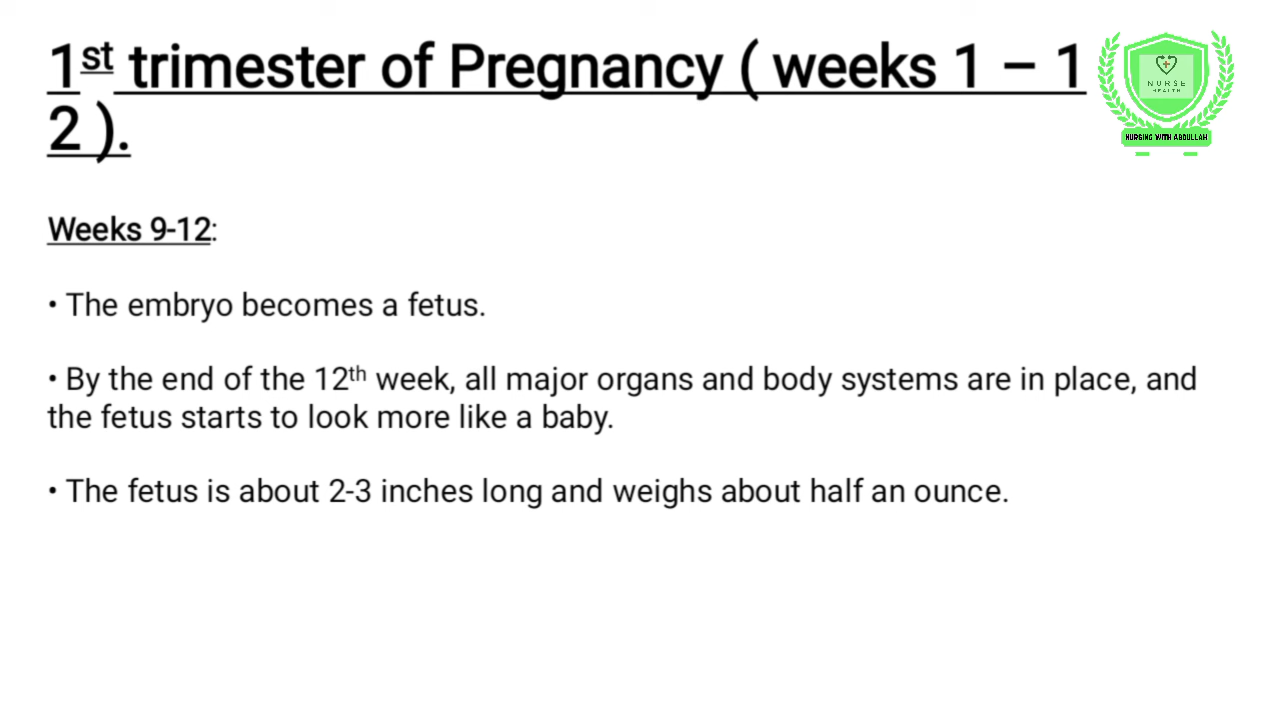 1st trimester of Pregnancy ( weeks 1 – 1
2 ).
NURSE
HEALTH
NURSING WITH ABDULLAH
Weeks 9-12:
• The embryo becomes a fetus.
• By the end of the 12th week, all major organs and body systems are in place, and
the fetus starts to look more like a baby.
• The fetus is about 2-3 inches long and weighs about half an ounce.